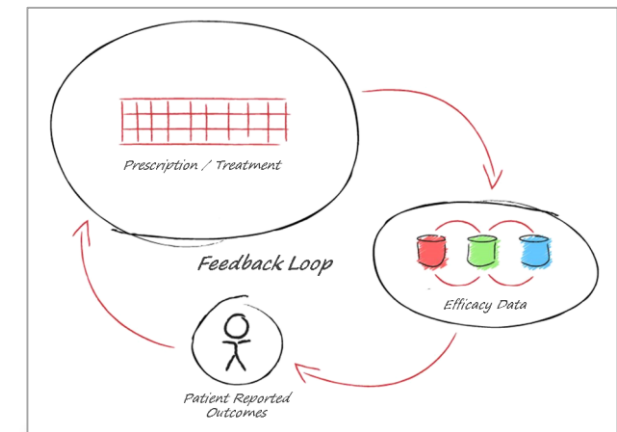 Prescription / Treatment
Feedback Loop
Efficacy Data
Patient Reported
Outcomes